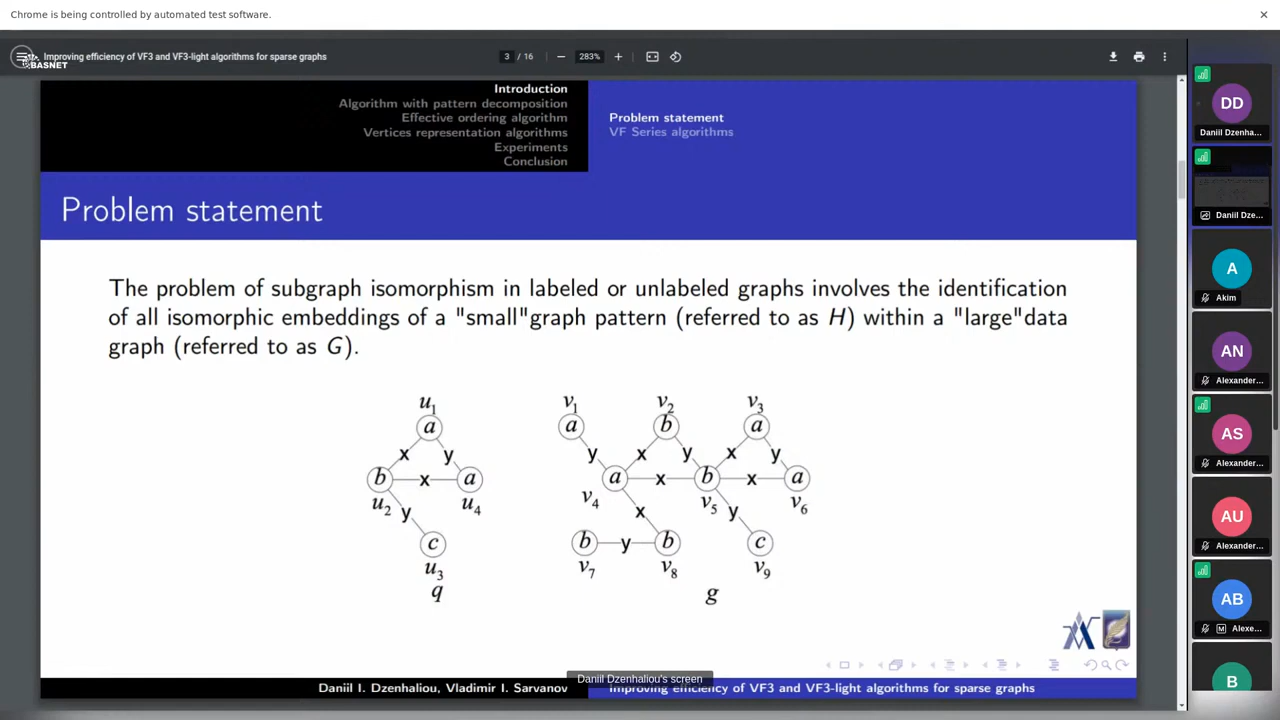 Chrome is being controlled by automated test software.
BASNET
Improving efficiency of VF3 and VF3-light algorithms for sparse graphs
3 / 16
283%
Introduction
Algorithm with pattern decomposition
Effective ordering algorithm
Vertices representation algorithms
Experiments
Conclusion
Problem statement
VF Series algorithms
Problem statement
The problem of subgraph isomorphism in labeled or unlabeled graphs involves the identification
of all isomorphic embeddings of a "small"graph pattern (referred to as H) within a "large"data
graph (referred to as G).
u1 v1 v2 v3
a a b a
x y y x y x y
b x a a x b x a
u2 u4 v4 v5 v6
y x y
c b y b c
u3 v7 v8 v9
q g
Daniil I. Dzenhaliou, Vladimir I. Sarvanov
Improving efficiency of VF3 and VF3-light algorithms for sparse graphs
Daniil Dzenhaliou's screen
DD
Daniil Dzenha...
Daniil Dze...
A
Akim
AN
Alexander...
AS
Alexander...
AU
Alexander...
AB
M Alexe...
B